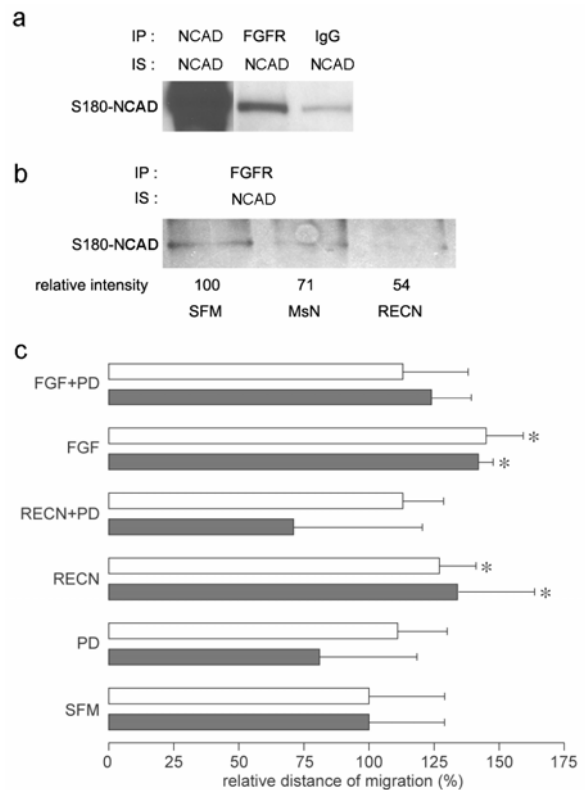 a
IP : NCAD FGFR IgG
IS : NCAD NCAD NCAD
S180-NCAD
b
IP : FGFR
IS : NCAD
S180-NCAD
relative intensity 100 71 54
SFM MsN RECN
c
FGF+PD
FGF
*
*
RECN+PD
RECN
*
*
PD
SFM
0 25 50 75 100 125 150 175
relative distance of migration (%)